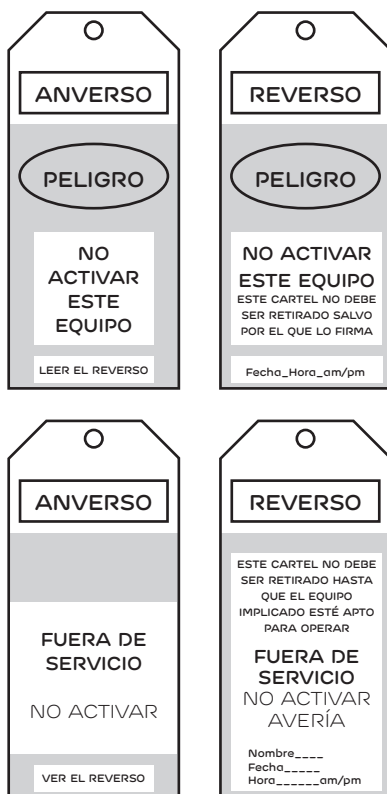 ANVERSO
PELIGRO
NO
ACTIVAR
ESTE
EQUIPO
LEER EL REVERSO
REVERSO
PELIGRO
NO ACTIVAR
ESTE EQUIPO
ESTE CARTEL NO DEBE
SER RETIRADO SALVO
POR EL QUE LO FIRMA
Fecha_Hora_am/pm
ANVERSO
FUERA DE
SERVICIO
NO ACTIVAR
VER EL REVERSO
REVERSO
ESTE CARTEL NO DEBE
SER RETIRADO HASTA
QUE EL EQUIPO
IMPLICADO ESTÉ APTO
PARA OPERAR
FUERA DE
SERVICIO
NO ACTIVAR
AVERÍA
Nombre____
Fecha_____
Hora______am/pm